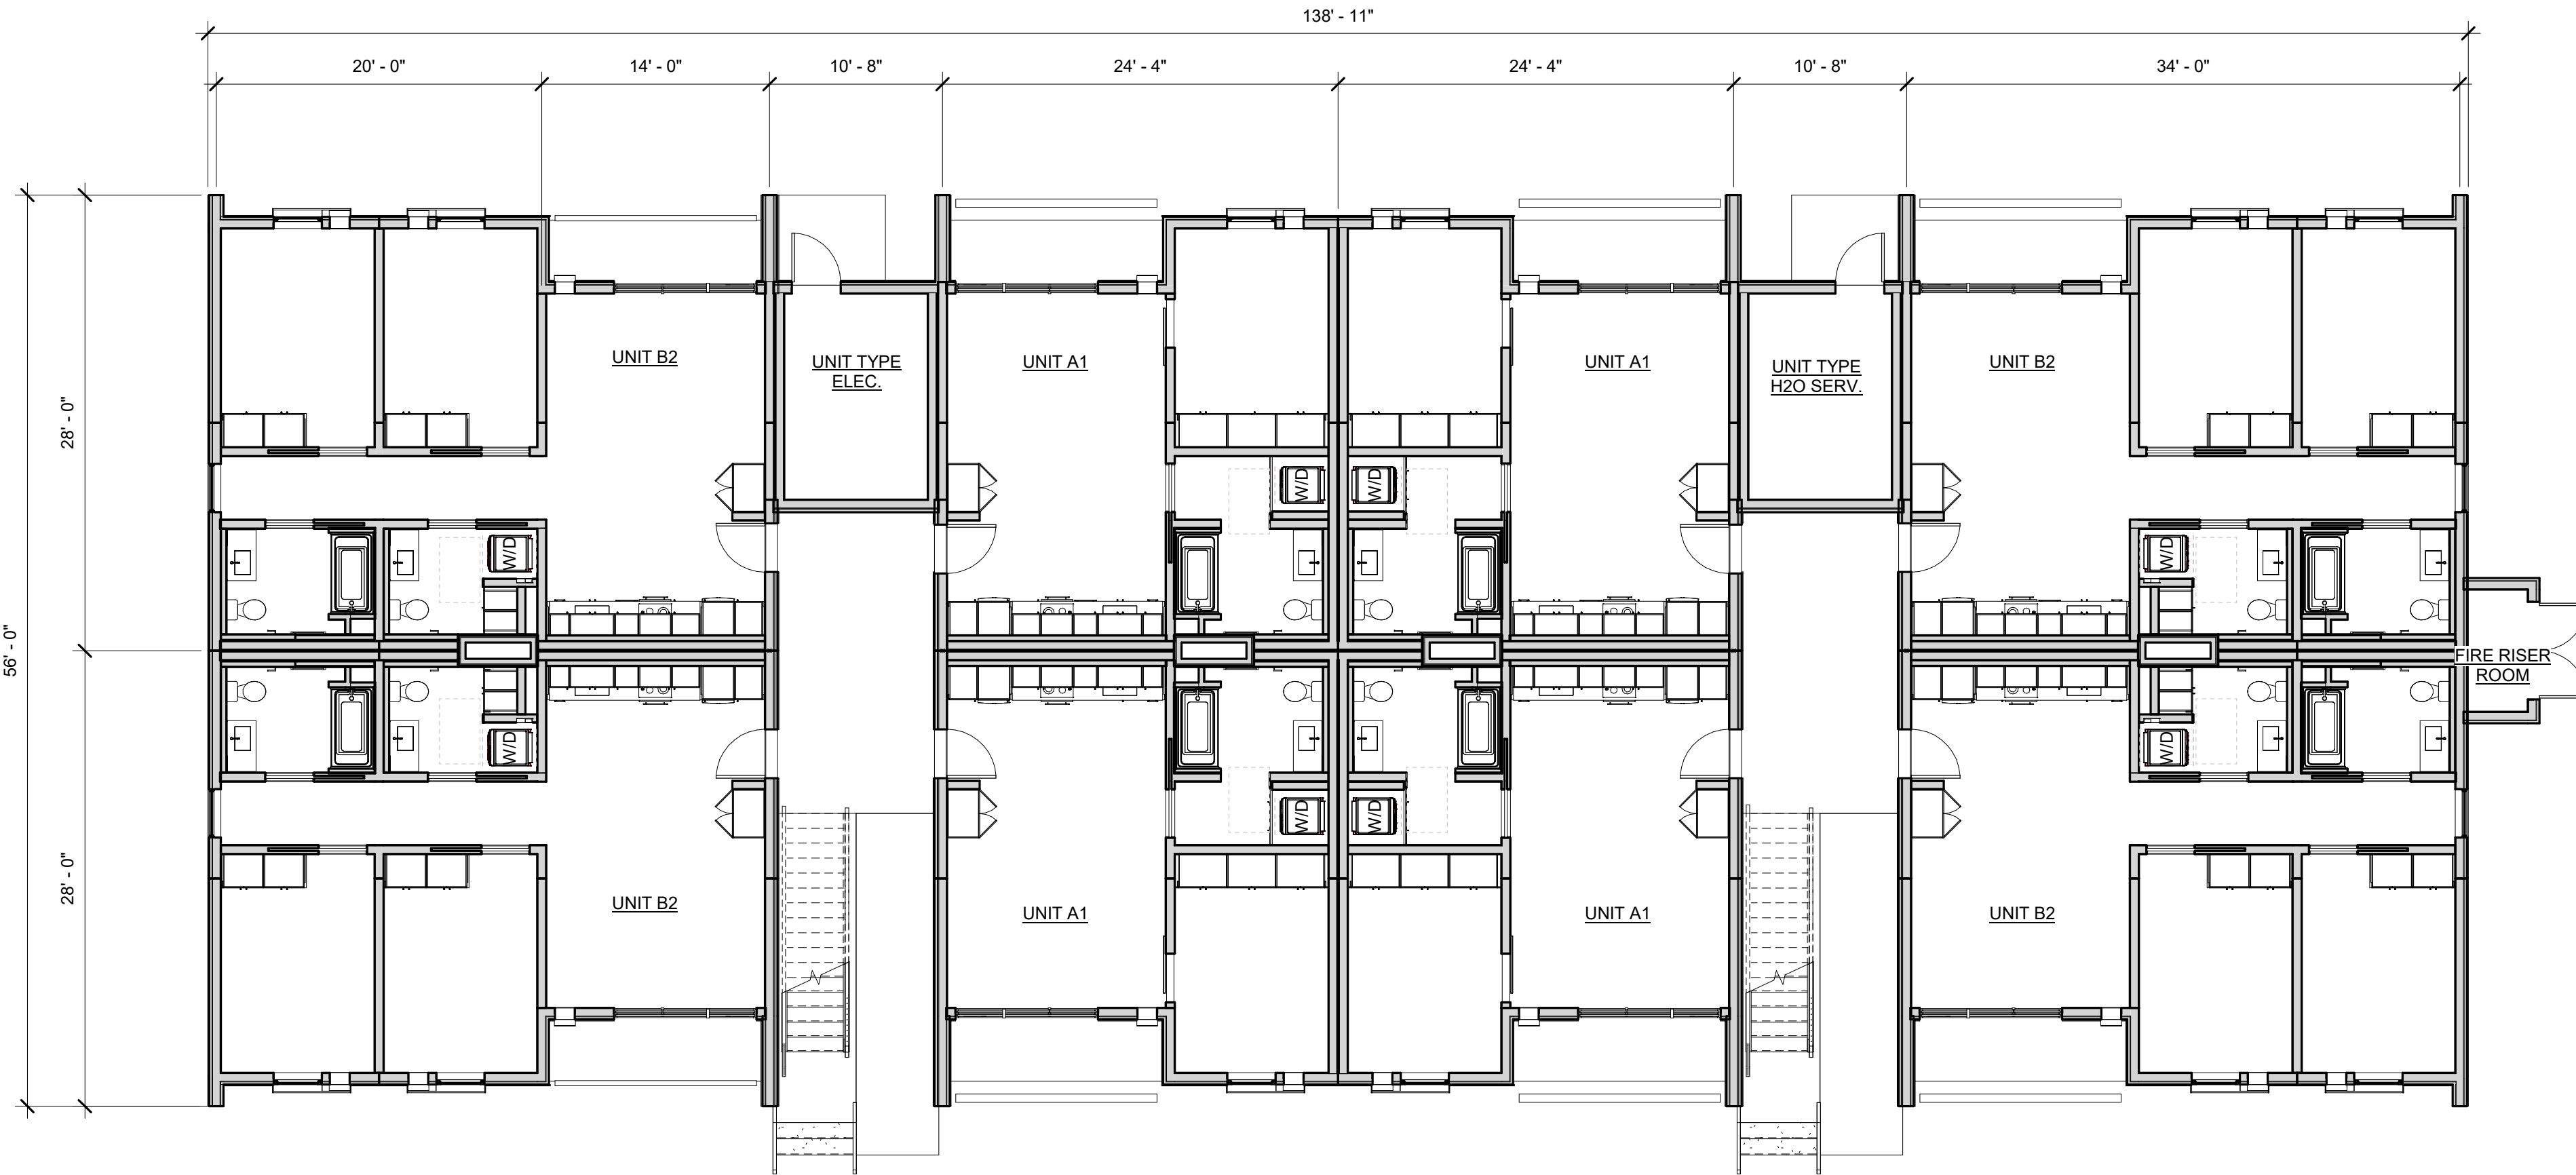 138' - 11"
20' - 0"
14' - 0"
10' - 8"
24' - 4"
24' - 4"
10' - 8"
34' - 0"
56' - 0"
28' - 0"
28' - 0"
UNIT B2
UNIT TYPE
ELEC.
UNIT A1
UNIT A1
UNIT TYPE
H2O SERV.
UNIT B2
W/D
W/D
W/D
W/D
FIRE RISER
ROOM
W/D
W/D
W/D
W/D
UNIT B2
UNIT A1
UNIT A1
UNIT B2